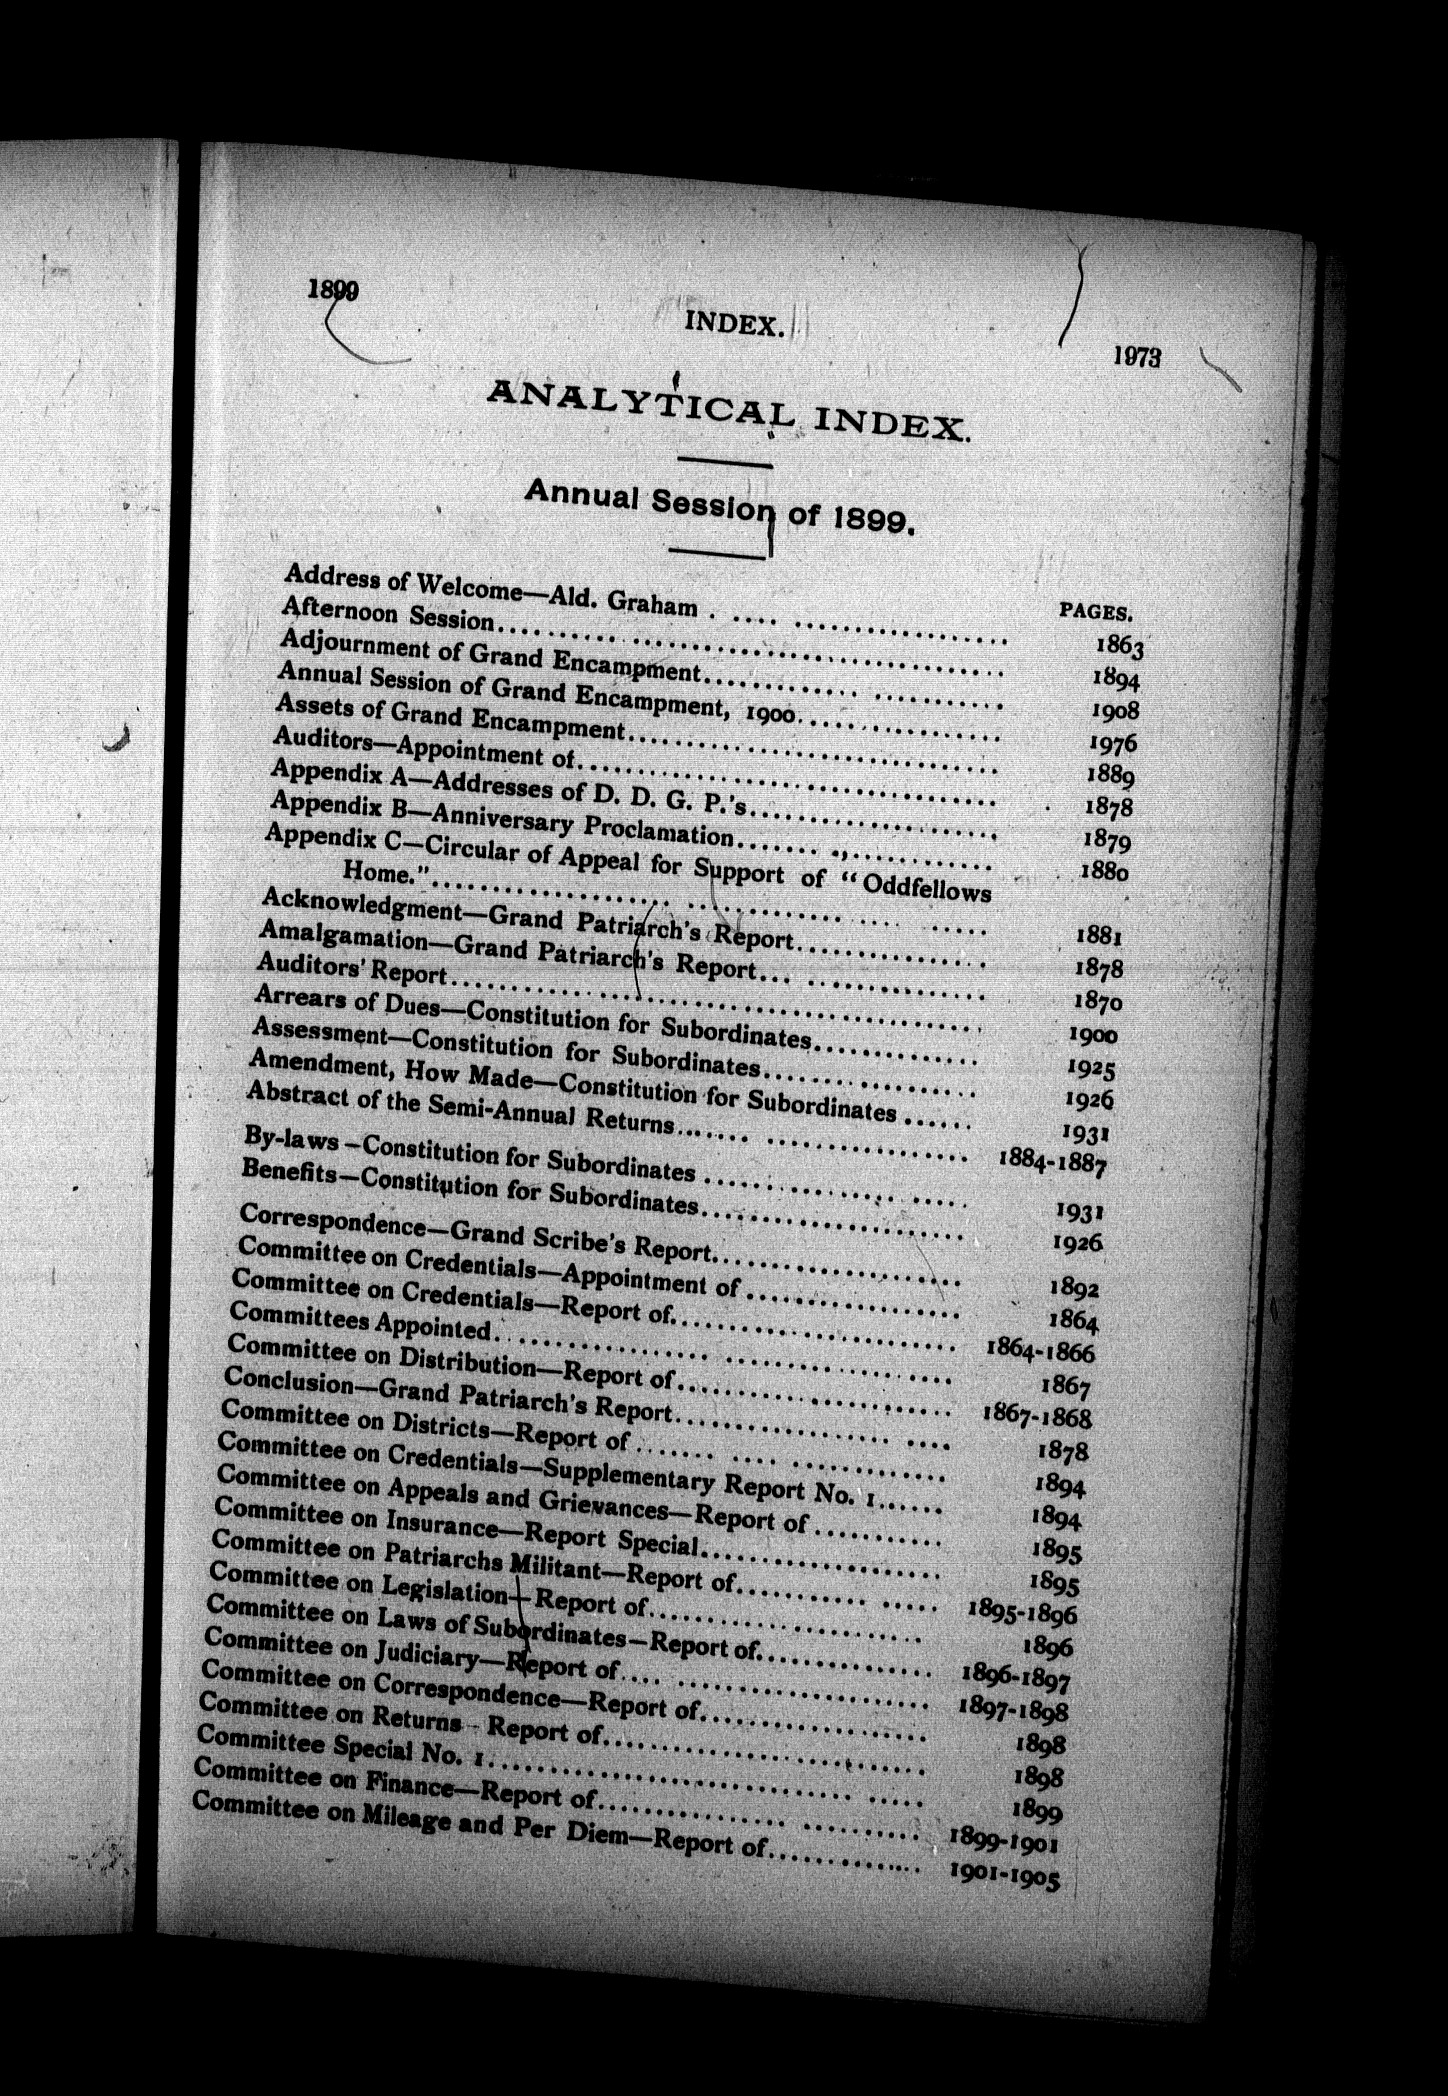 1899
INDEX.
1973
ANALYTICAL INDEX.
Annual Session of 1899.
PAGES.
Address of Welcome—Ald. Graham . .... .................. 1863
Afternoon Session.................................. 1894
Adjournment of Grand Encampment......................... 1908
Annual Session of Grand Encampment, 1900.................. 1976
Assets of Grand Encampment............................... 1889
Auditors—Appointment of................................... 1878
Appendix A—Addresses of D. D. G. P.'s..................... 1879
Appendix B—Anniversary Proclamation....................... 1880
Appendix C—Circular of Appeal for Support of "Oddfellows
Home."................................................ 1881
Acknowledgment—Grand Patriarch's Report................ 1878
Amalgamation—Grand Patriarch's Report... ............... 1870
Auditors' Report........................................... 1900
Arrears of Dues—Constitution for Subordinates.............. 1925
Assessment—Constitution for Subordinates.................. 1926
Amendment, How Made—Constitution for Subordinates ...... 1931
Abstract of the Semi-Annual Returns....... ................. 1884-1887
By-laws—Constitution for Subordinates ..................... 1931
Benefits—Constitution for Subordinates...................... 1926
Correspondence—Grand Scribe's Report..................... 1892
Committee on Credentials—Appointment of.................. 1864
Committee on Credentials—Report of........................ 1864-1866
Committees Appointed...................................... 1867
Committee on Distribution—Report of....................... 1867-1868
Conclusion—Grand Patriarch's Report....................... 1878
Committee on Districts—Report of ....... .... ............. 1894
Committee on Credentials—Supplementary Report No. 1...... 1894
Committee on Appeals and Grievances—Report of........... 1895
Committee on Insurance—Report Special.................... 1895
Committee on Patriarchs Militant—Report of........... ..... 1895-1896
Committee on Legislation—Report of........................ 1896
Committee on Laws of Subordinates—Report of............... 1896-1897
Committee on Judiciary—Report of.... ..................... 1897-1898
Committee on Correspondence—Report of................... 1898
Committee on Returns—Report of........................... 1898
Committee Special No. 1.............................. ..... 1899
Committee on Finance—Report of................ .......... 1899-1901
Committee on Mileage and Per Diem—Report of............. 1901-1905